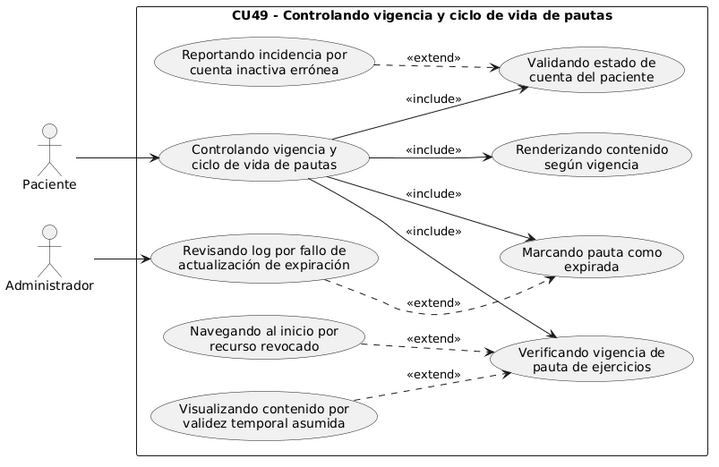 CU49 - Controlando vigencia y ciclo de vida de pautas
Reportando incidencia por
cuenta inactiva errónea
«extend»
Validando estado de
cuenta del paciente
«include»
Paciente
Controlando vigencia y
ciclo de vida de pautas
«include»
Renderizando contenido
según vigencia
«include»
«include»
Administrador
Revisando log por fallo de
actualización de expiración
Marcando pauta como
expirada
«extend»
Navegando al inicio por
recurso revocado
«extend»
Verificando vigencia de
pauta de ejercicios
«extend»
Visualizando contenido por
validez temporal asumida